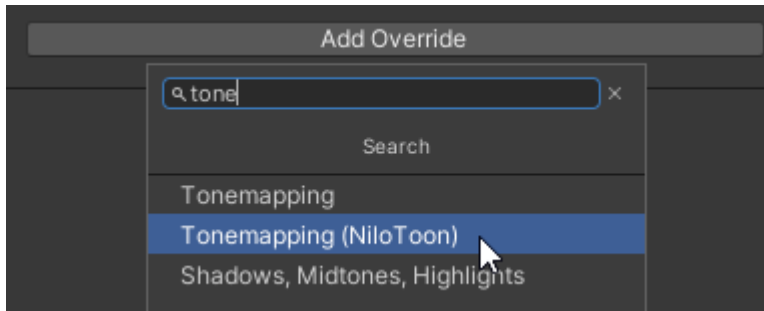 Add Override
tone
Search
Tonemapping
Tonemapping (NiloToon)
Shadows, Midtones, Highlights